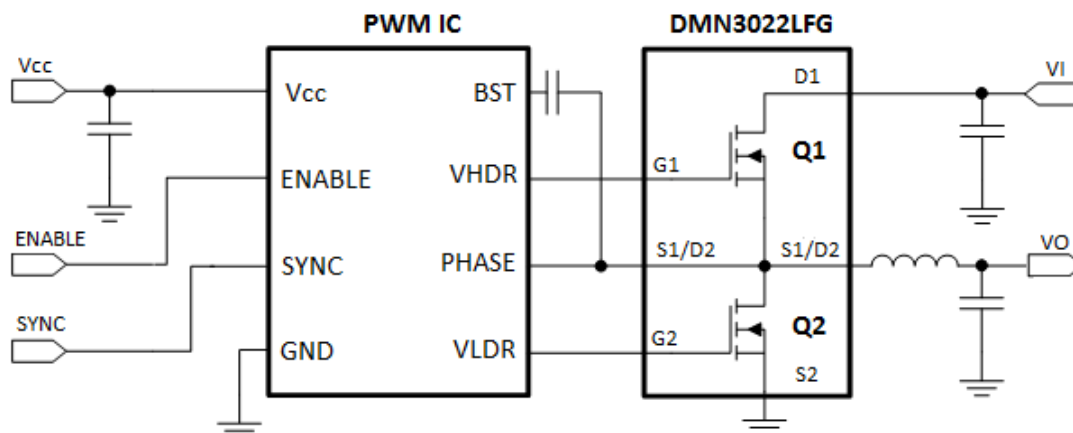 PWM IC
DMN3022LFG
Vcc
Vcc
BST
D1
VI
ENABLE
VHDR
G1
Q1
ENABLE
SYNC
PHASE
S1/D2
S1/D2
VO
SYNC
GND
VLDR
G2
Q2
S2